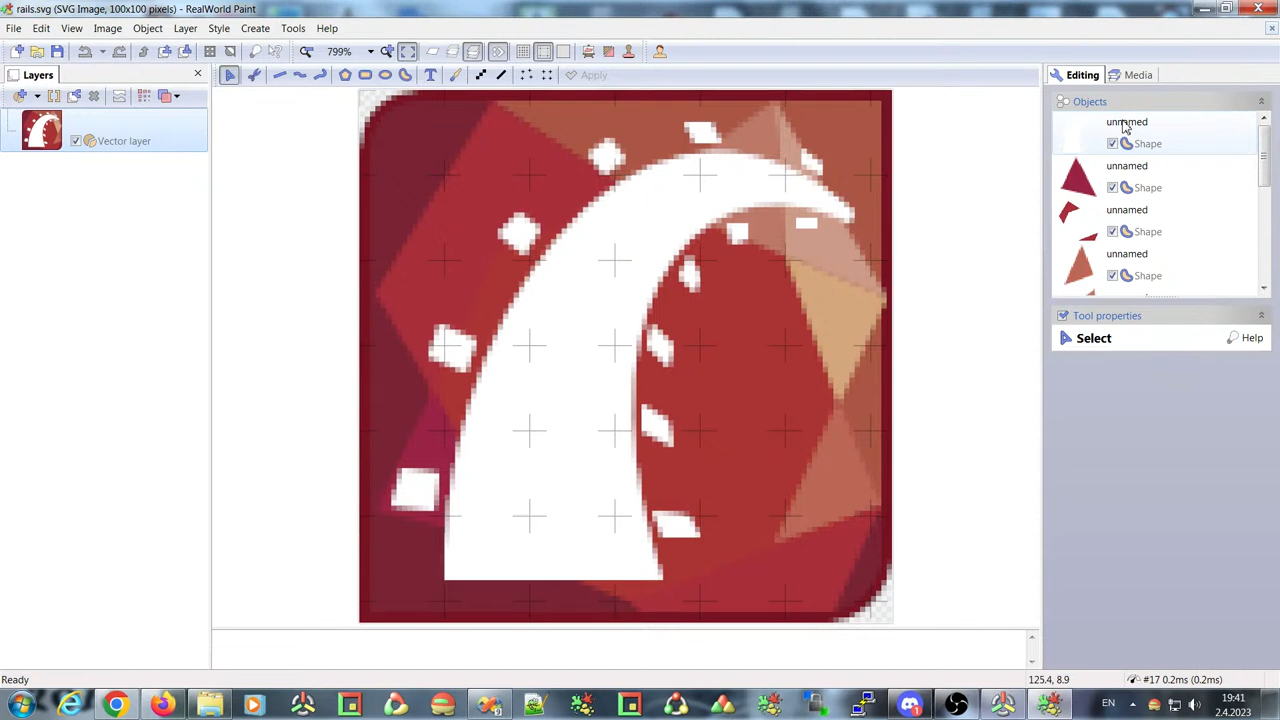 rails.svg (SVG Image, 100x100 pixels) - RealWorld Paint
File Edit View Image Object Layer Style Create Tools Help
799%
Apply
Layers
Vector layer
Editing Media
Objects
unnamed
Shape
unnamed
Shape
unnamed
Shape
unnamed
Shape
Tool properties
Select Help
Ready 125.4, 8.9 #17 0.2ms (0.2ms)
EN 19:41
2.4.2023